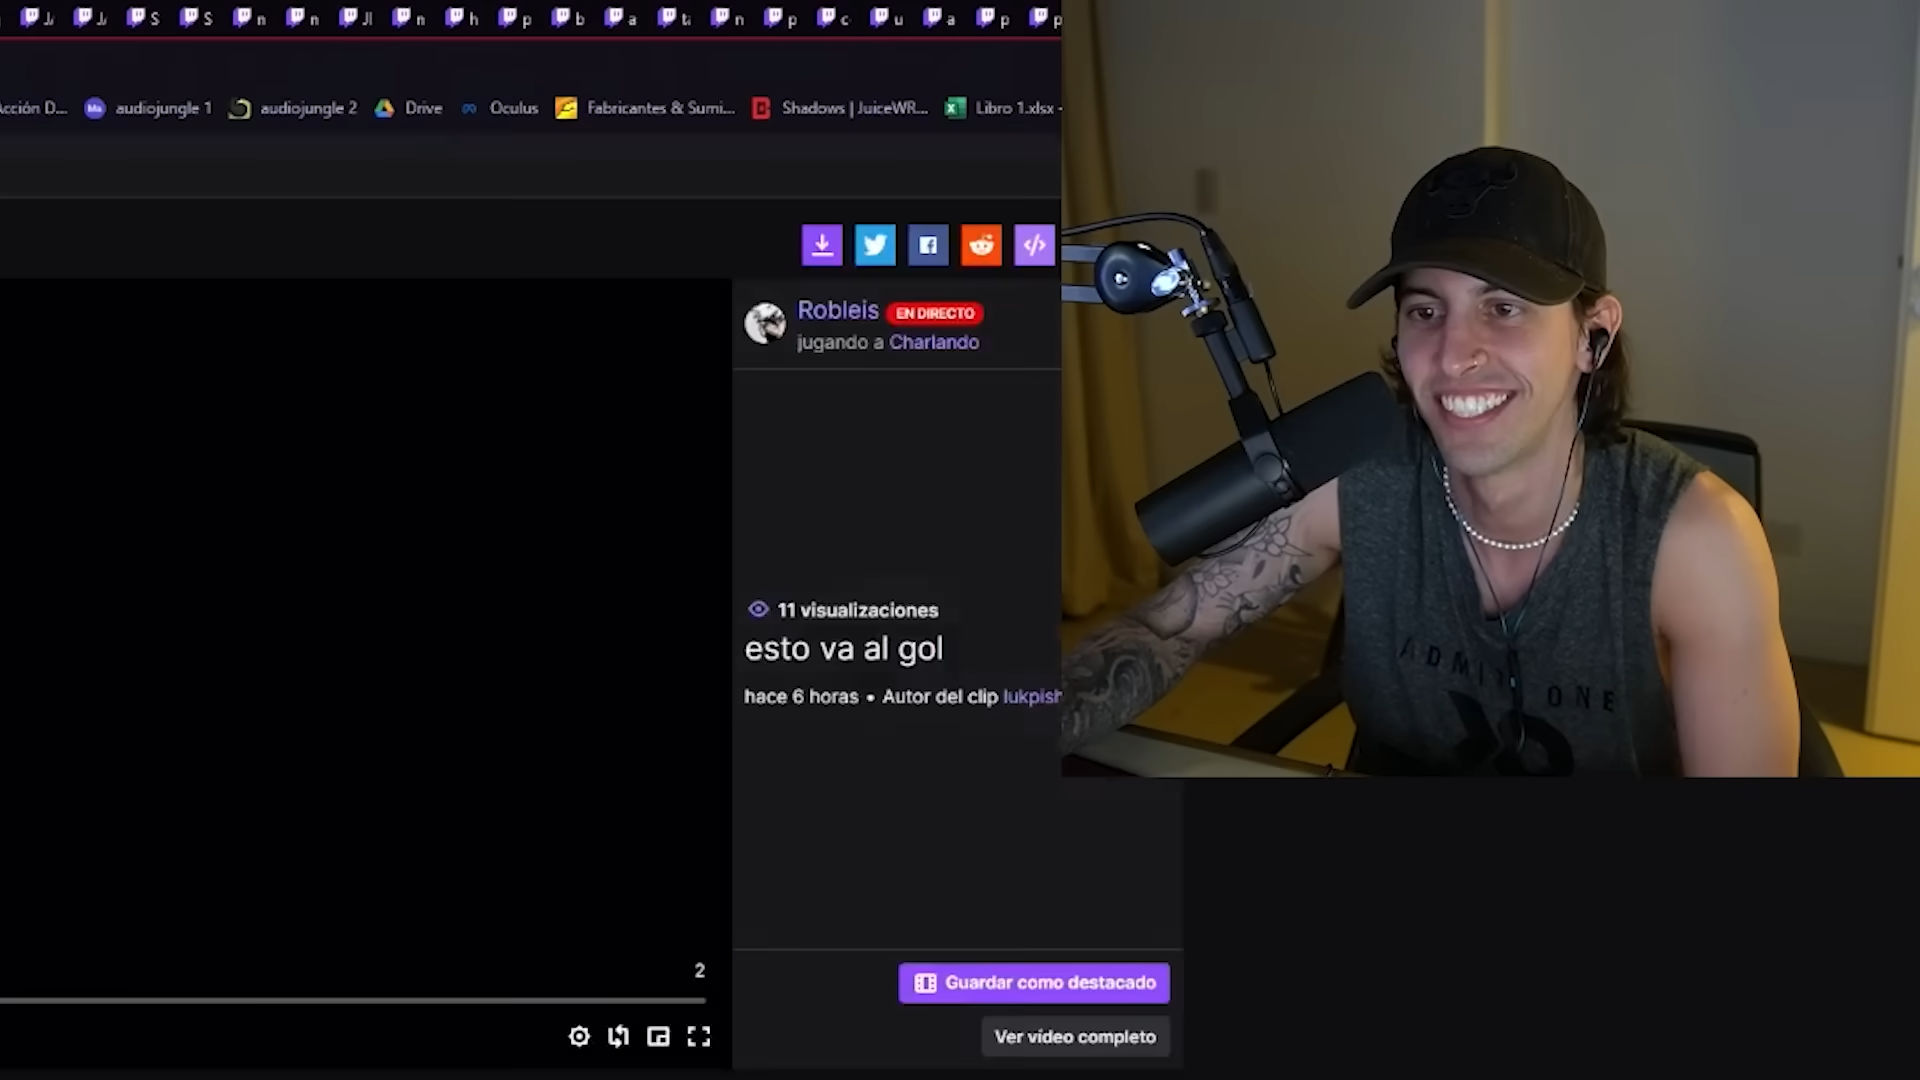 S S n n n h p b a n p c u a p
audiojungle 1 audiojungle 2 Drive Oculus Fabricantes & Sumi... Shadows | JuiceWR... Libro 1.xlsx -
Robleis EN DIRECTO
jugando a Charlando
11 visualizaciones
esto va al gol
hace 6 horas • Autor del clip lukpish
ADMIT ONE
2
Guardar como destacado
Ver vídeo completo